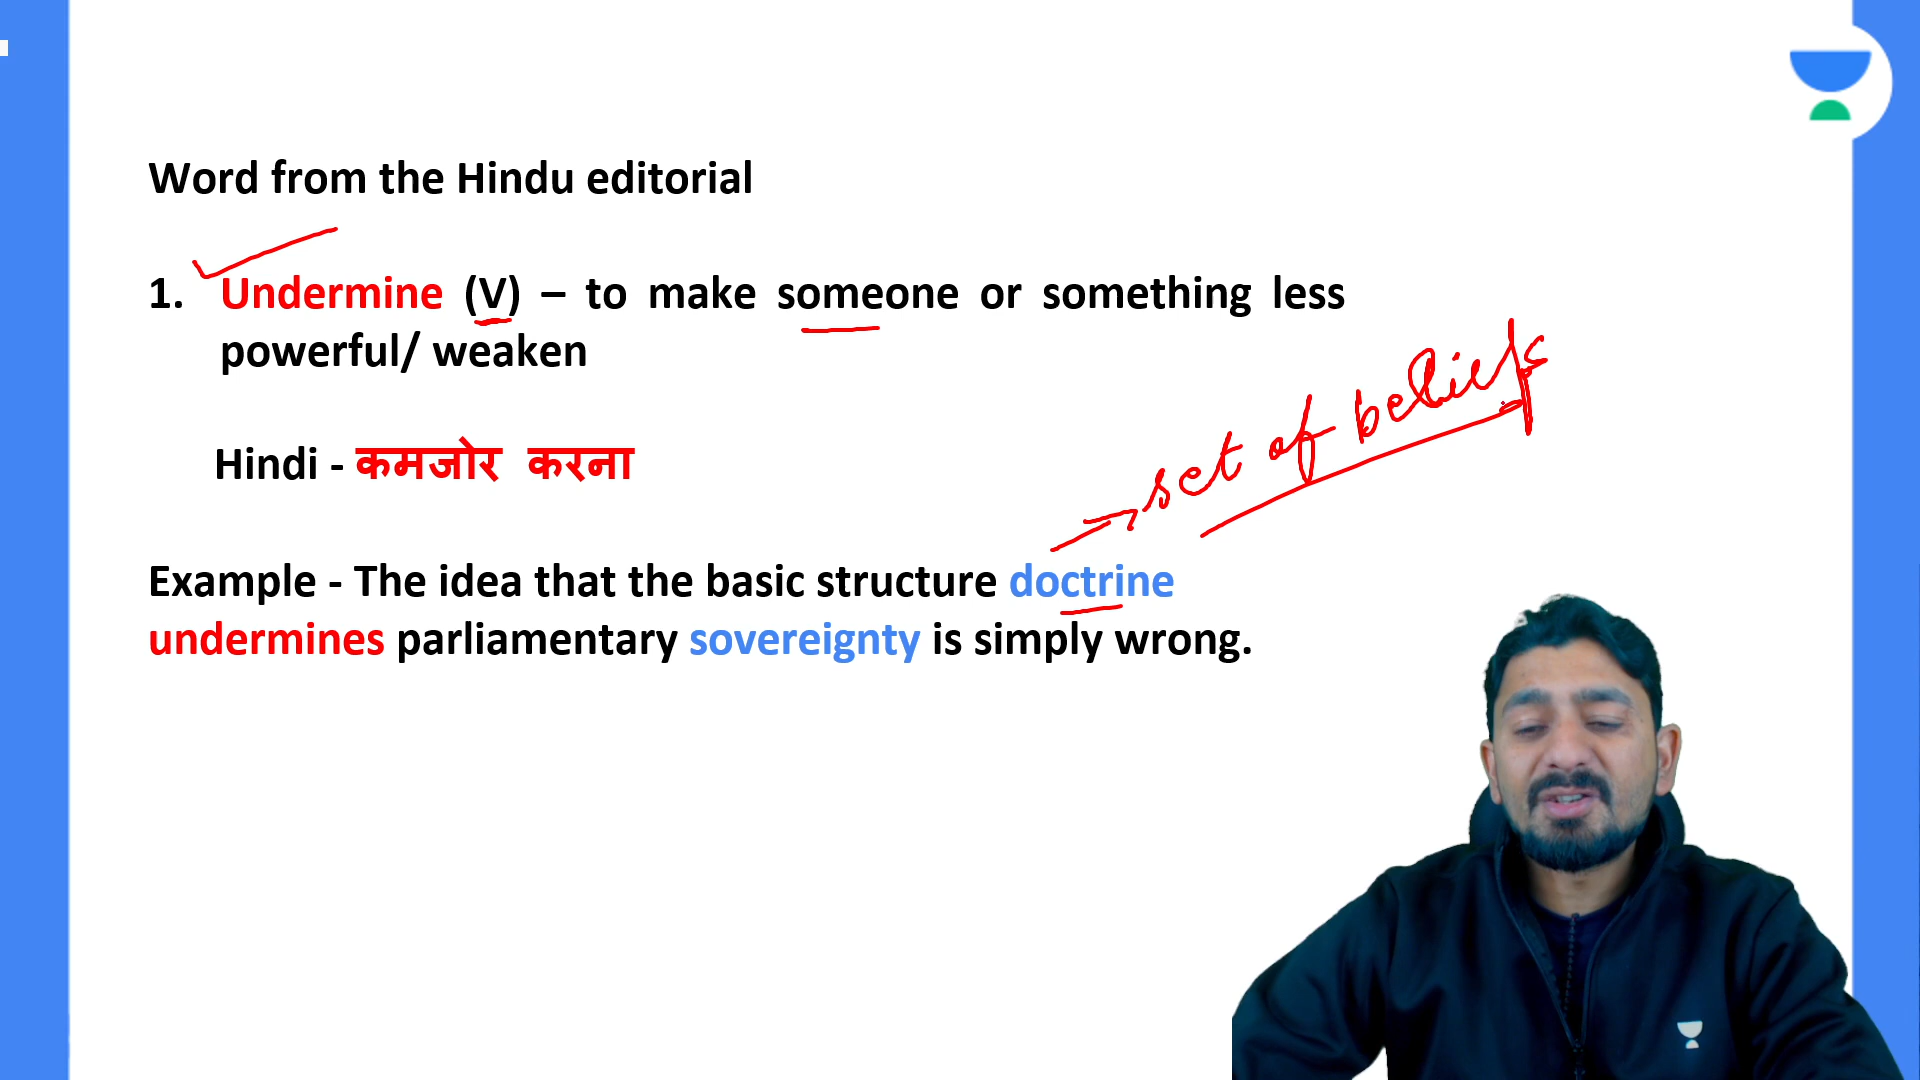 Word from the Hindu editorial
1. Undermine (V) – to make someone or something less
powerful/ weaken
set of beliefs
Hindi - कमजोर करना
Example - The idea that the basic structure doctrine
undermines parliamentary sovereignty is simply wrong.